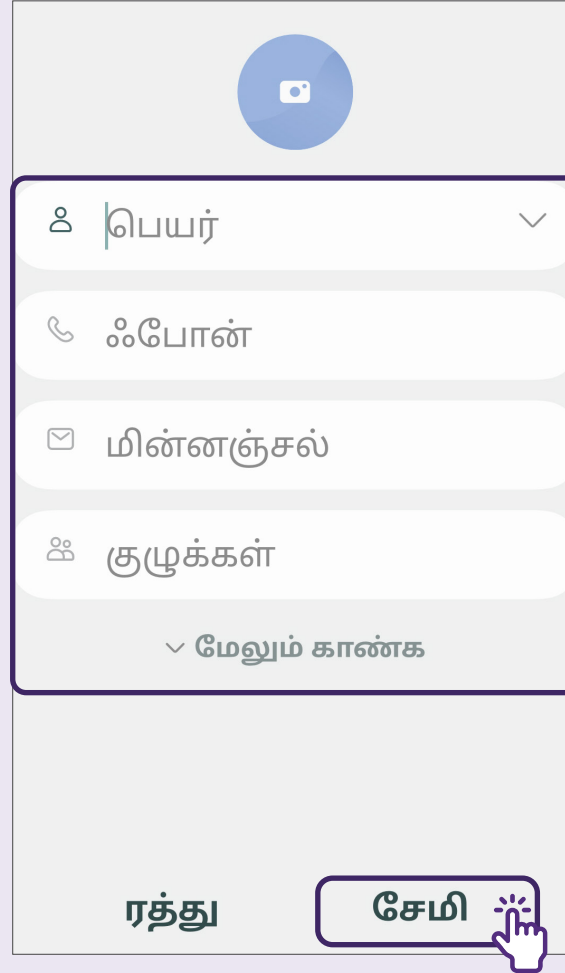 பெயர்
ஃபோன்
மின்னஞ்சல்
குழுக்கள்
மேலும் காண்க
ரத்து
சேமி